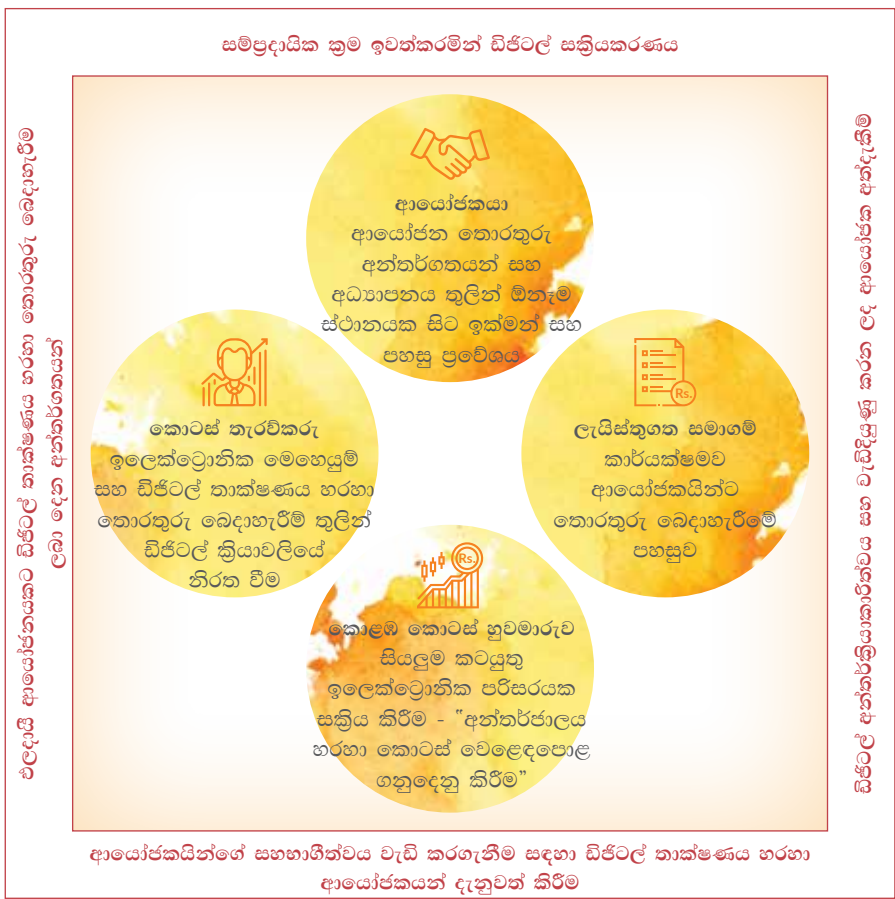 සම්ප්‍රදායික ක්‍රම ඉවත්කරමින් ඩිජිටල් සක්‍රියකරණය
ඵලදායී ආයෝජනයකට ඩිජිටල් තාක්ෂණය හරහා තොරතුරු බෙදාහැරීම
ලබා දෙන අන්තර්ගතයන්
ආයෝජකයා
ආයෝජන තොරතුරු
අන්තර්ගතයන් සහ
අධ්‍යාපනය තුලින් ඕනෑම
ස්ථානයක සිට ඉක්මන් සහ
පහසු ප්‍රවේශය
කොටස් තැරව්කරු
ඉලෙක්ට්‍රොනික මෙහෙයුම්
සහ ඩිජිටල් තාක්ෂණය හරහා
තොරතුරු බෙදාහැරීම් තුලින්
ඩිජිටල් ක්‍රියාවලියේ
නිරත වීම
Rs.
ලැයිස්තුගත සමාගම්
කාර්යක්ෂමව
ආයෝජකයින්ට
තොරතුරු බෙදාහැරීමේ
පහසුව
Rs.
කොළඹ කොටස් හුවමාරුව
සියලුම කටයුතු
ඉලෙක්ට්‍රොනික පරිසරයක
සක්‍රිය කිරීම - “අන්තර්ජාලය
හරහා කොටස් වෙළෙඳපොළ
ගනුදෙනු කිරීම”
ඩිජිටල් අන්තර්ක්‍රියාකාරිත්වය සහ වැඩිදියුණු කරන ලද ආයෝජක අත්දැකීම්
ආයෝජකයින්ගේ සහභාගීත්වය වැඩි කරගැනීම සඳහා ඩිජිටල් තාක්ෂණය හරහා
ආයෝජකයන් දැනුවත් කිරීම